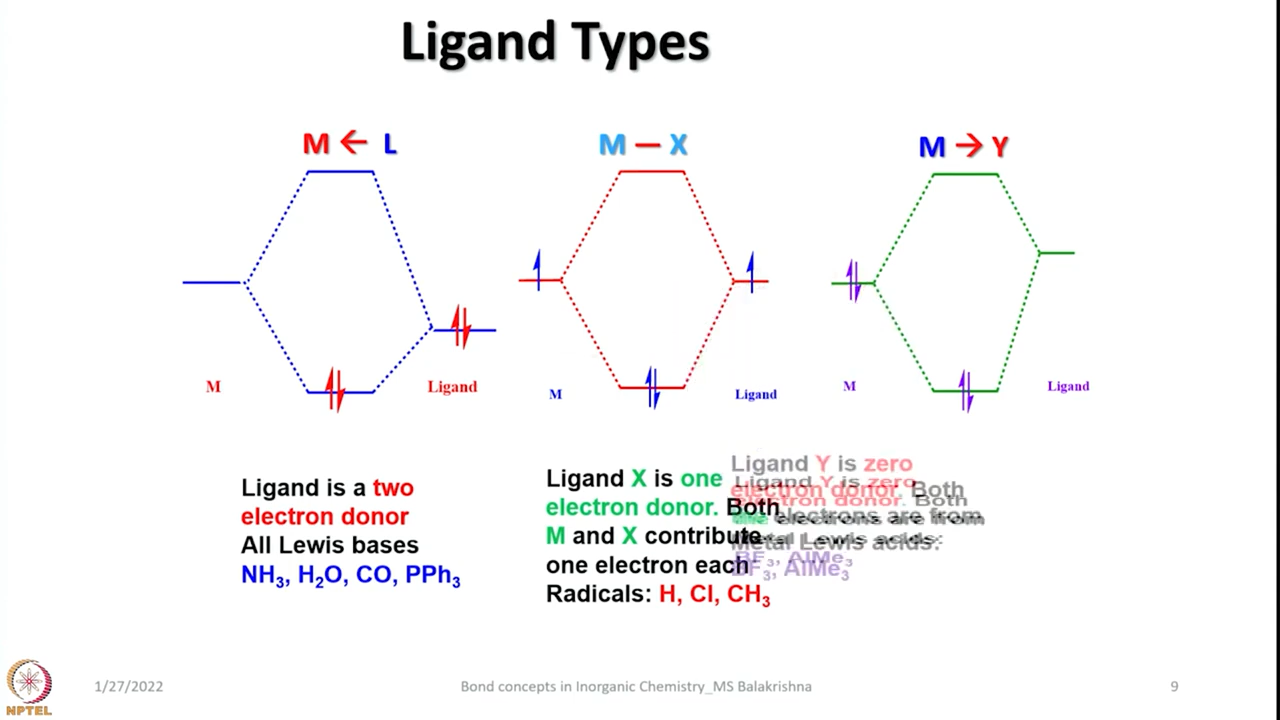 Ligand Types
M ← L
M — X
M → Y
M
Ligand
M
Ligand
M
Ligand
Ligand is a two
electron donor
All Lewis bases
NH₃, H₂O, CO, PPh₃
Ligand X is one
electron donor. Both
M and X contribute
one electron each
Radicals: H, Cl, CH₃
Ligand Y is zero
electron donor. Both
electrons are from
Metal Lewis acids:
BF₃, AlMe₃
NPTEL
1/27/2022
Bond concepts in Inorganic Chemistry_MS Balakrishna
9